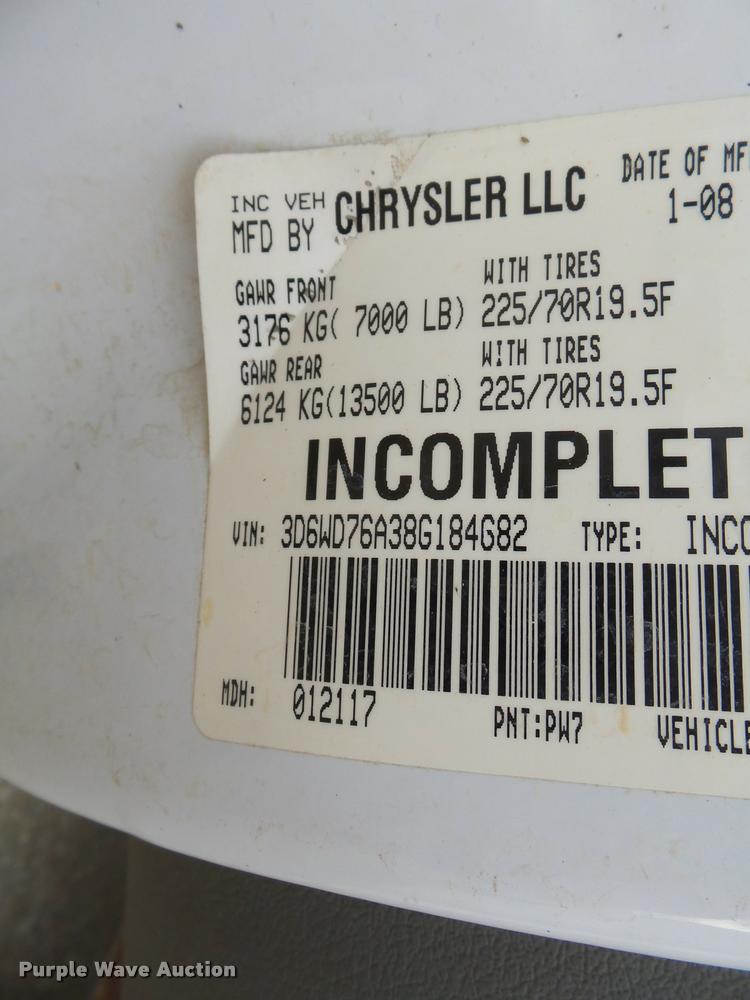 INC VEH
MFD BY CHRYSLER LLC
DATE OF MF
1-08
GAWR FRONT WITH TIRES
3176 KG( 7000 LB) 225/70R19.5F
GAWR REAR WITH TIRES
6124 KG(13500 LB) 225/70R19.5F
INCOMPLET
VIN: 3D6WD76A38G184682 TYPE: INC
MDH: 012117 PNT:PW7 VEHICLE
Purple Wave Auction